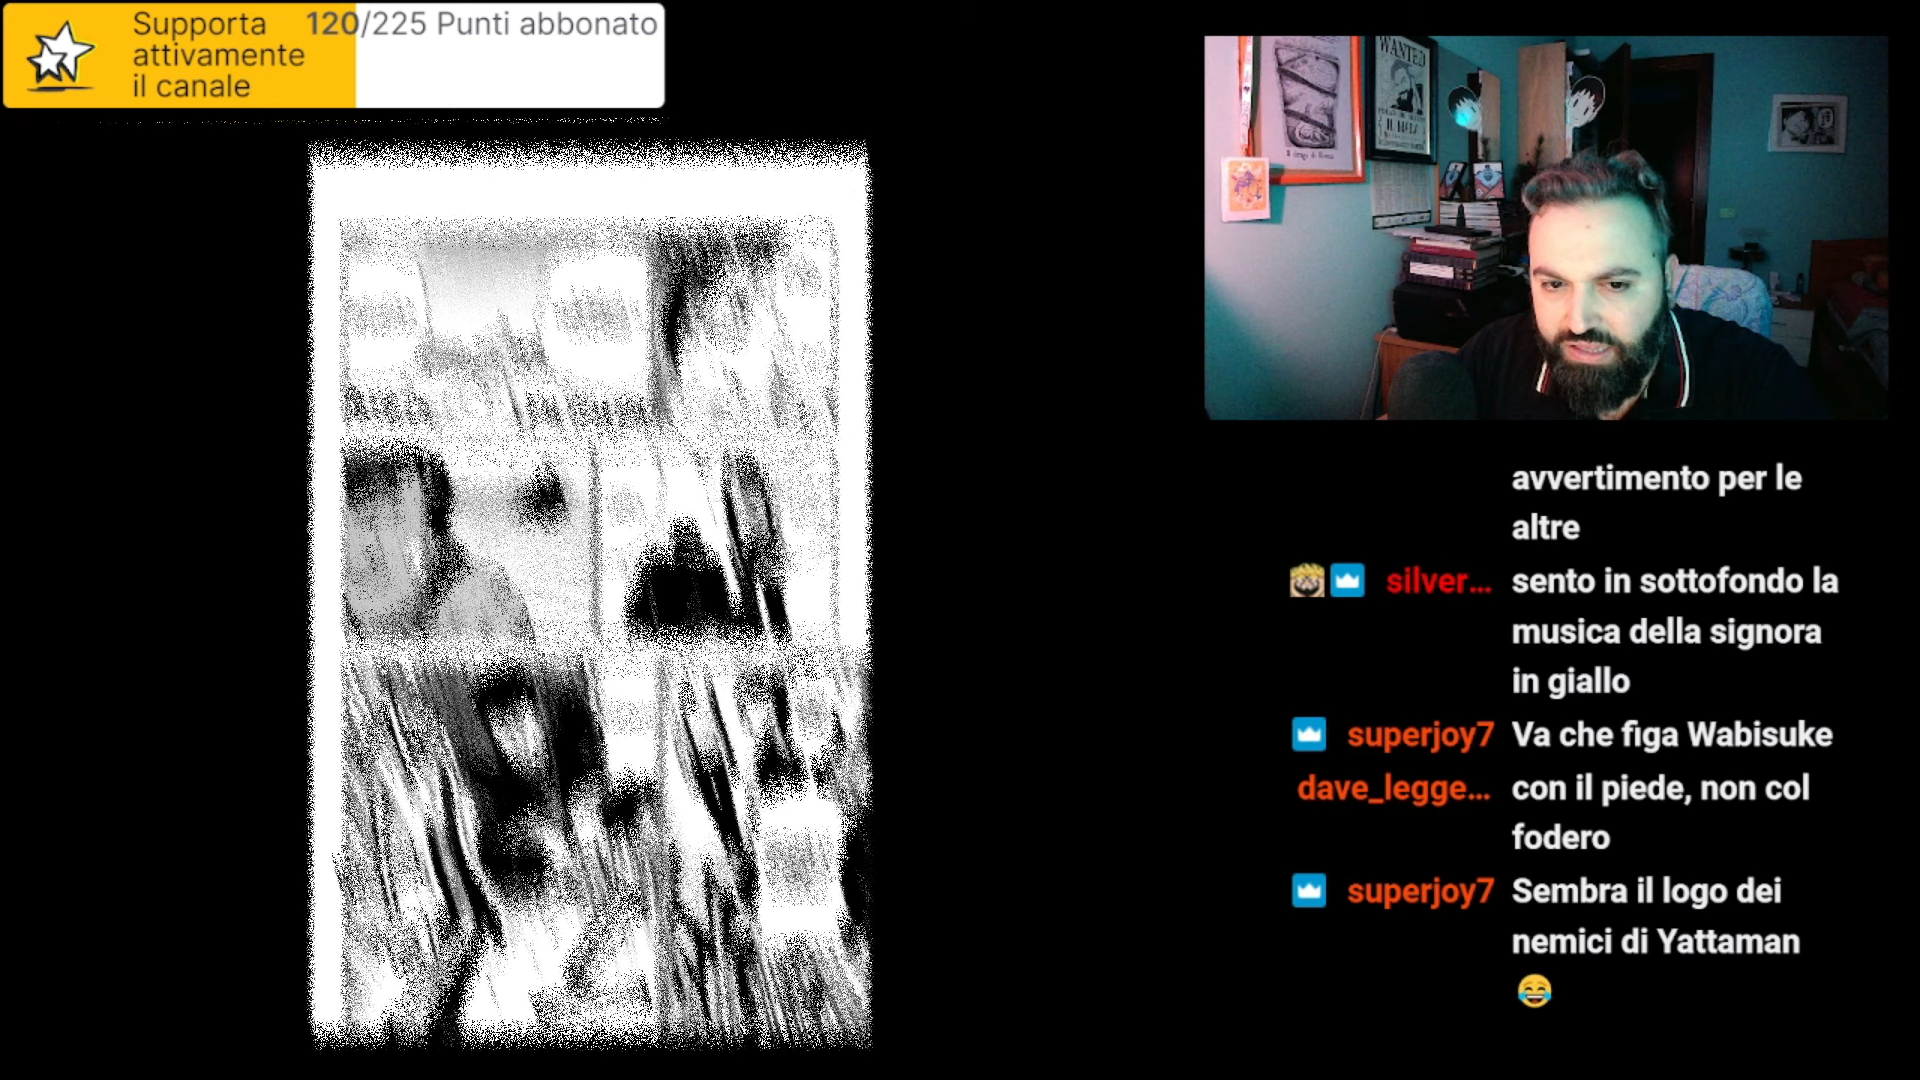 Supporta
attivamente
il canale
120/225 Punti abbonato
WANTED
avvertimento per le
altre
silver... sento in sottofondo la
musica della signora
in giallo
superjoy7 Va che figa Wabisuke
dave_legge... con il piede, non col
fodero
superjoy7 Sembra il logo dei
nemici di Yattaman
😂